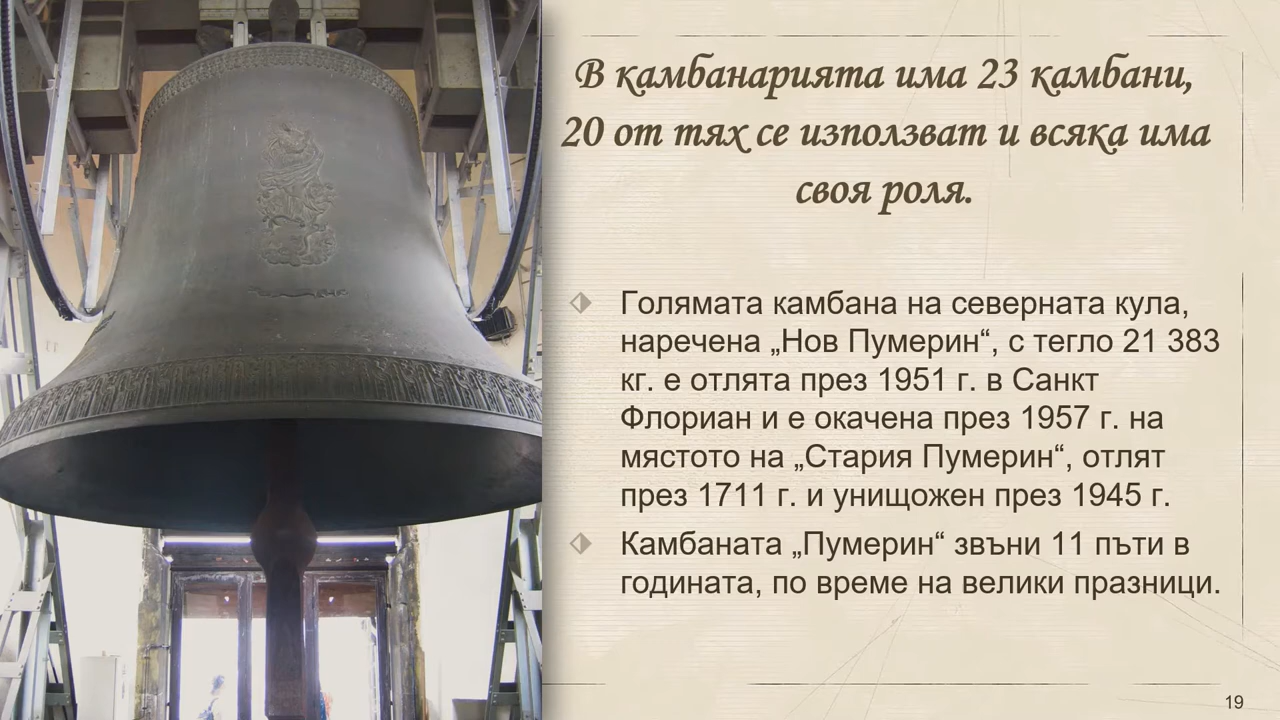 В камбанарията има 23 камбани,
20 от тях се използват и всяка има
своя роля.
Голямата камбана на северната кула,
наречена „Нов Пумерин“, с тегло 21 383
кг. е отлята през 1951 г. в Санкт
Флориан и е окачена през 1957 г. на
мястото на „Стария Пумерин“, отлят
през 1711 г. и унищожен през 1945 г.
Камбаната „Пумерин“ звъни 11 пъти в
годината, по време на велики празници.
19